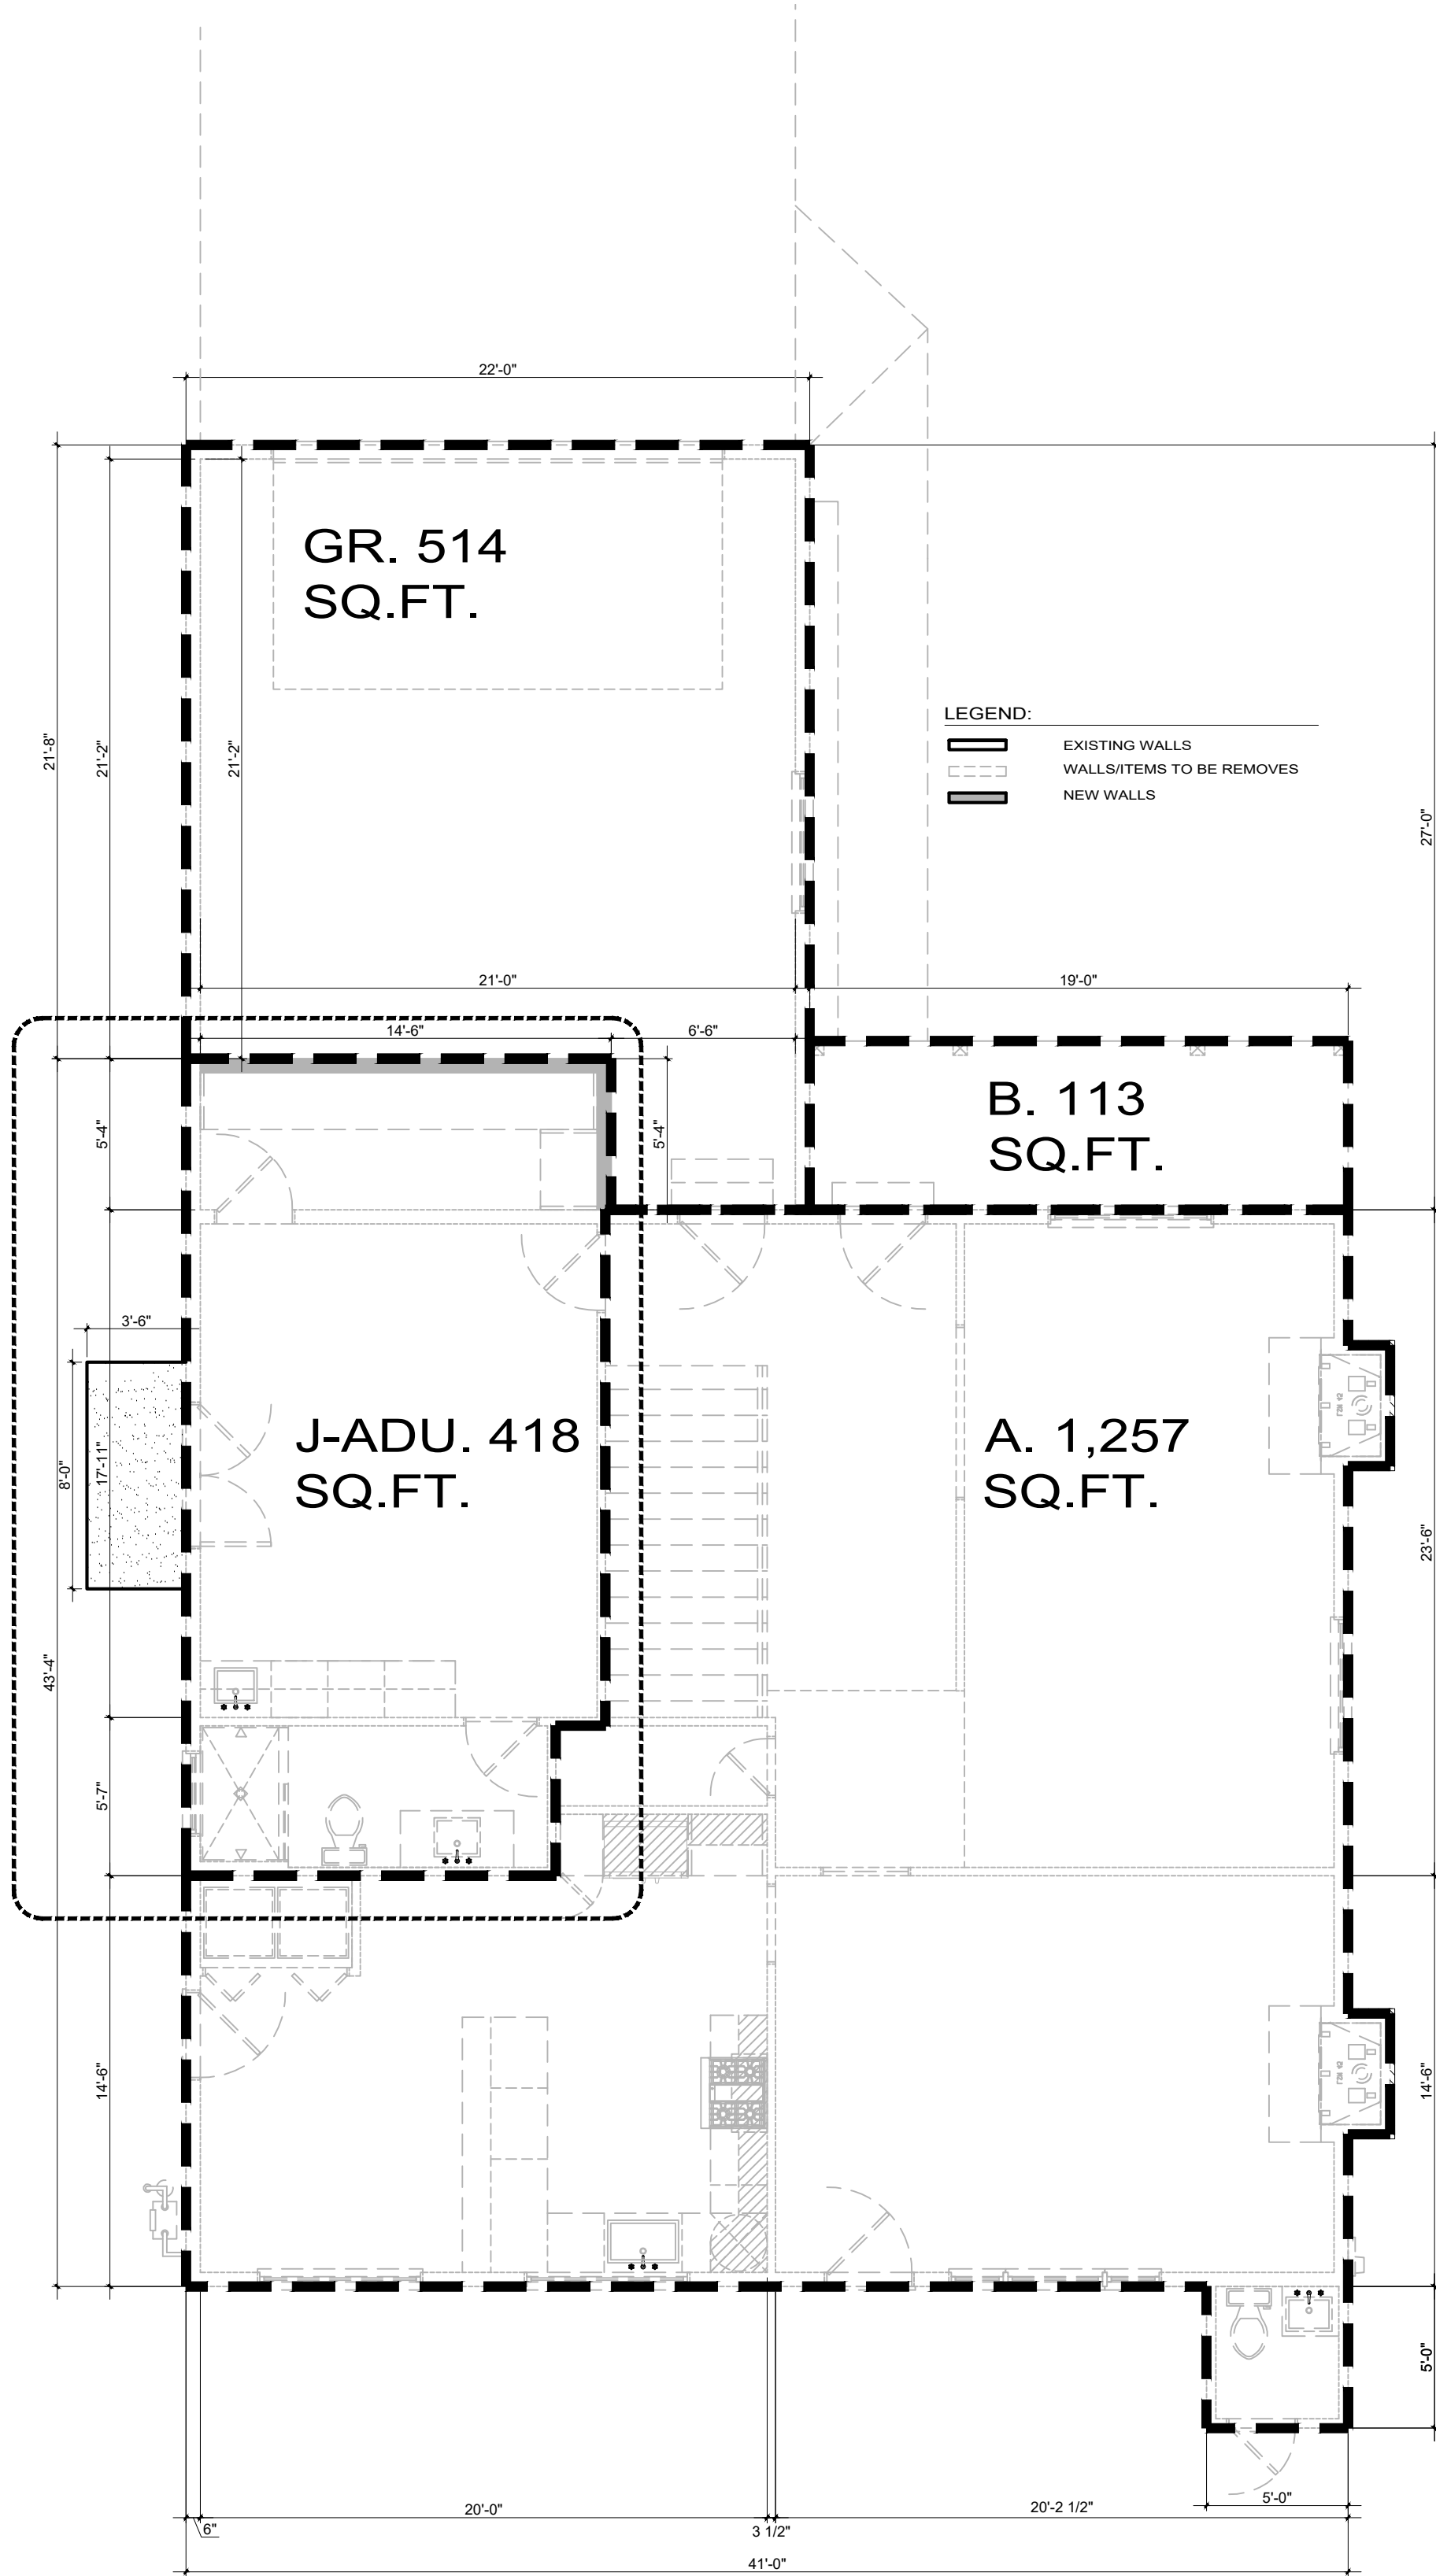 22'-0"
GR. 514
SQ.FT.
21'-8"
21'-2"
21'-2"
LEGEND:
EXISTING WALLS
WALLS/ITEMS TO BE REMOVES
NEW WALLS
27'-0"
21'-0"
19'-0"
14'-6"
6'-6"
B. 113
SQ.FT.
5'-4"
5'-4"
3'-6"
J-ADU. 418
SQ.FT.
A. 1,257
SQ.FT.
8'-0"
17'-11"
23'-6"
43'-4"
5'-7"
14'-6"
14'-6"
5'-0"
5'-0"
20'-0"
20'-2 1/2"
6"
3 1/2"
41'-0"